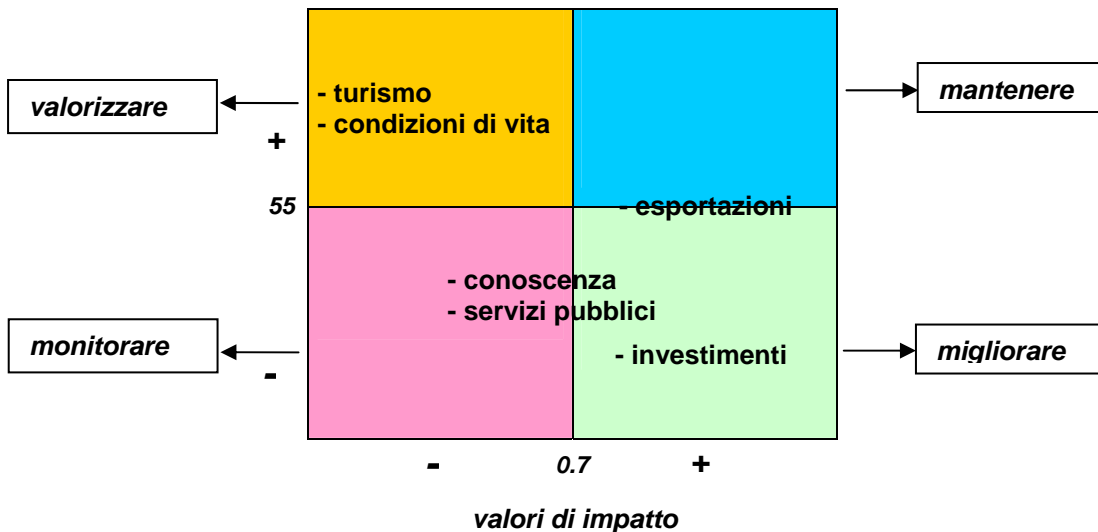 valorizzare
- turismo
- condizioni di vita
mantenere
+
55
- esportazioni
- conoscenza
- servizi pubblici
monitorare
- investimenti
migliorare
-
- 0.7 +
valori di impatto